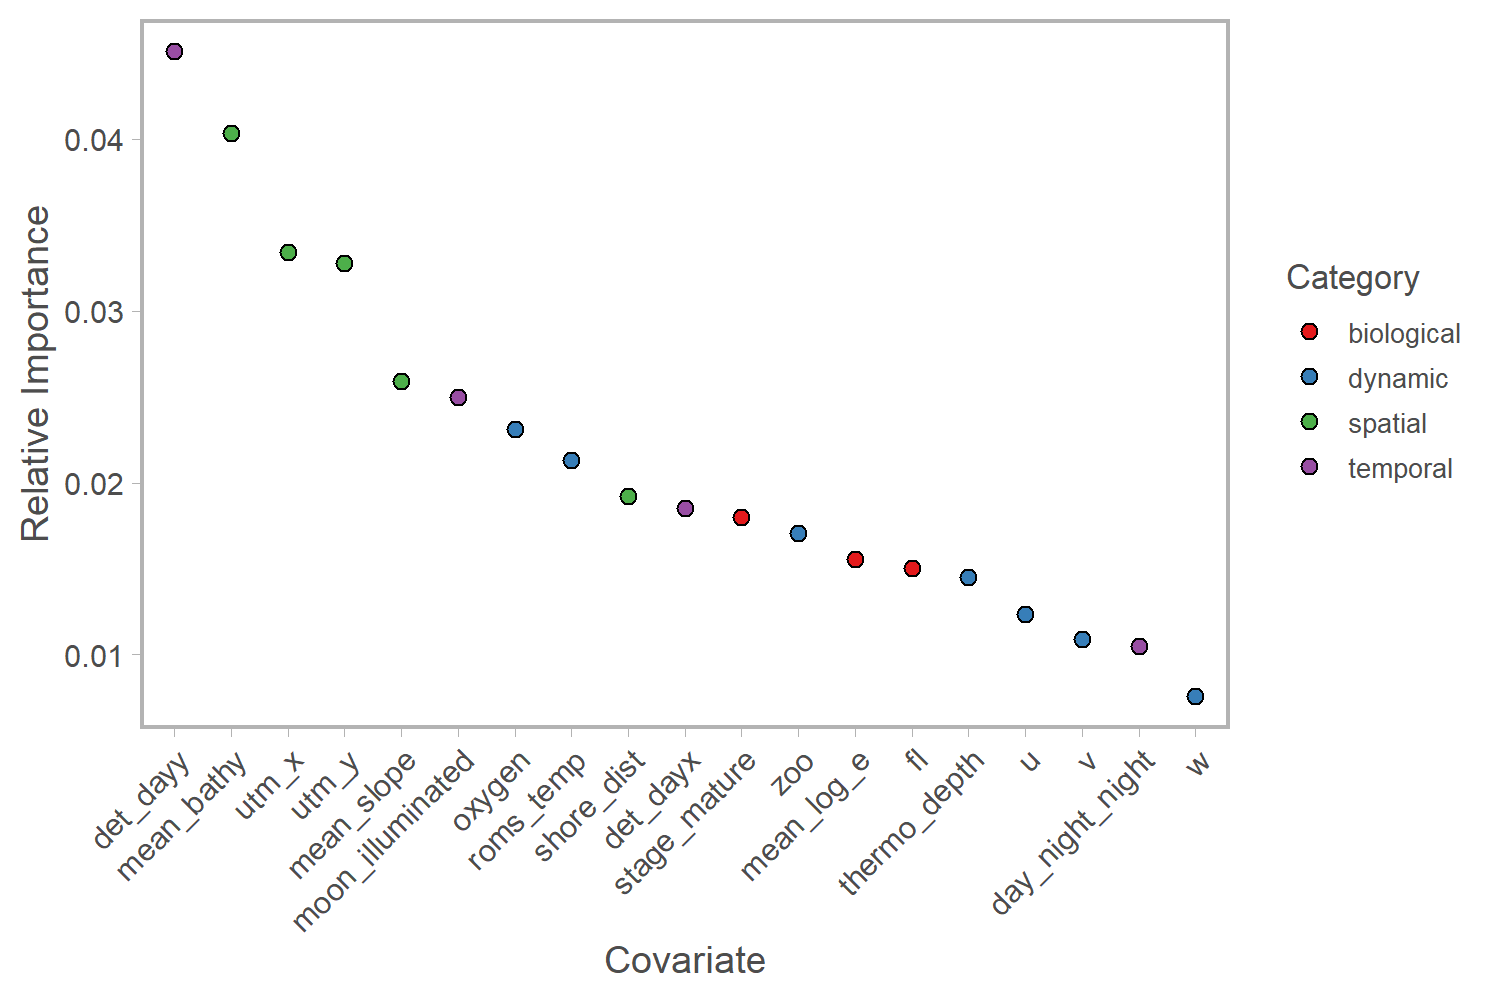 0.04
0.03
0.02
0.01
Relative Importance
det_dayy
mean_bathy
utm_x
utm_y
mean_slope
moon_illuminated
oxygen
roms_temp
shore_dist
det_dayx
stage_mature
zoo
mean_log_e
fl
thermo_depth
u
v
day_night_night
w
Covariate
Category
biological
dynamic
spatial
temporal